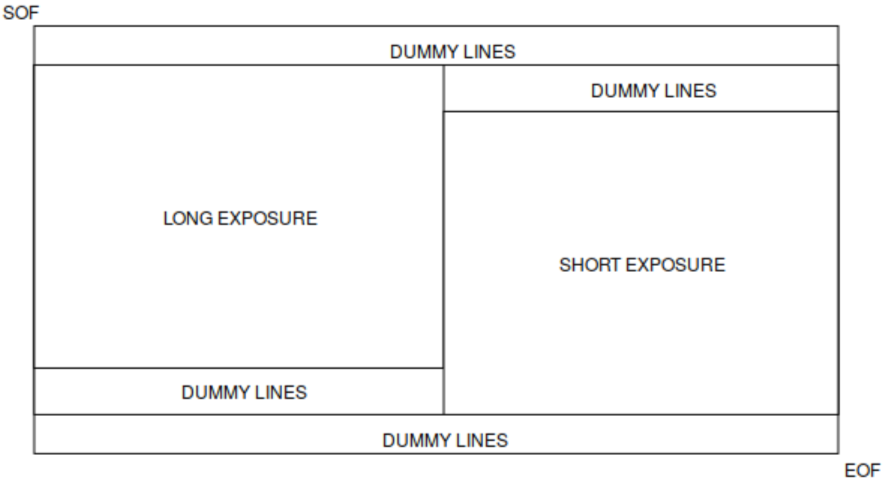 SOF
DUMMY LINES
DUMMY LINES
LONG EXPOSURE
SHORT EXPOSURE
DUMMY LINES
DUMMY LINES
EOF